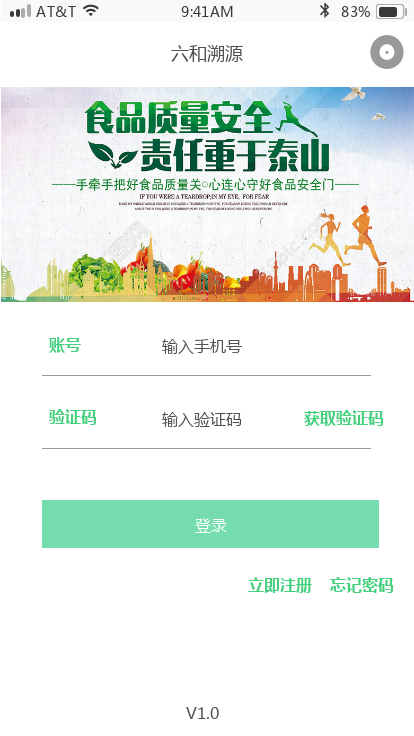 AT&T 9:41AM 83%
六和溯源
食品质量安全
责任重于泰山
——手牵手把好食品质量关○心连心守好食品安全门——
IF YOU WERE A TEARDROP;IN MY EYE, FOR FEAR
账号 输入手机号
验证码 输入验证码 获取验证码
登录
立即注册 忘记密码
V1.0